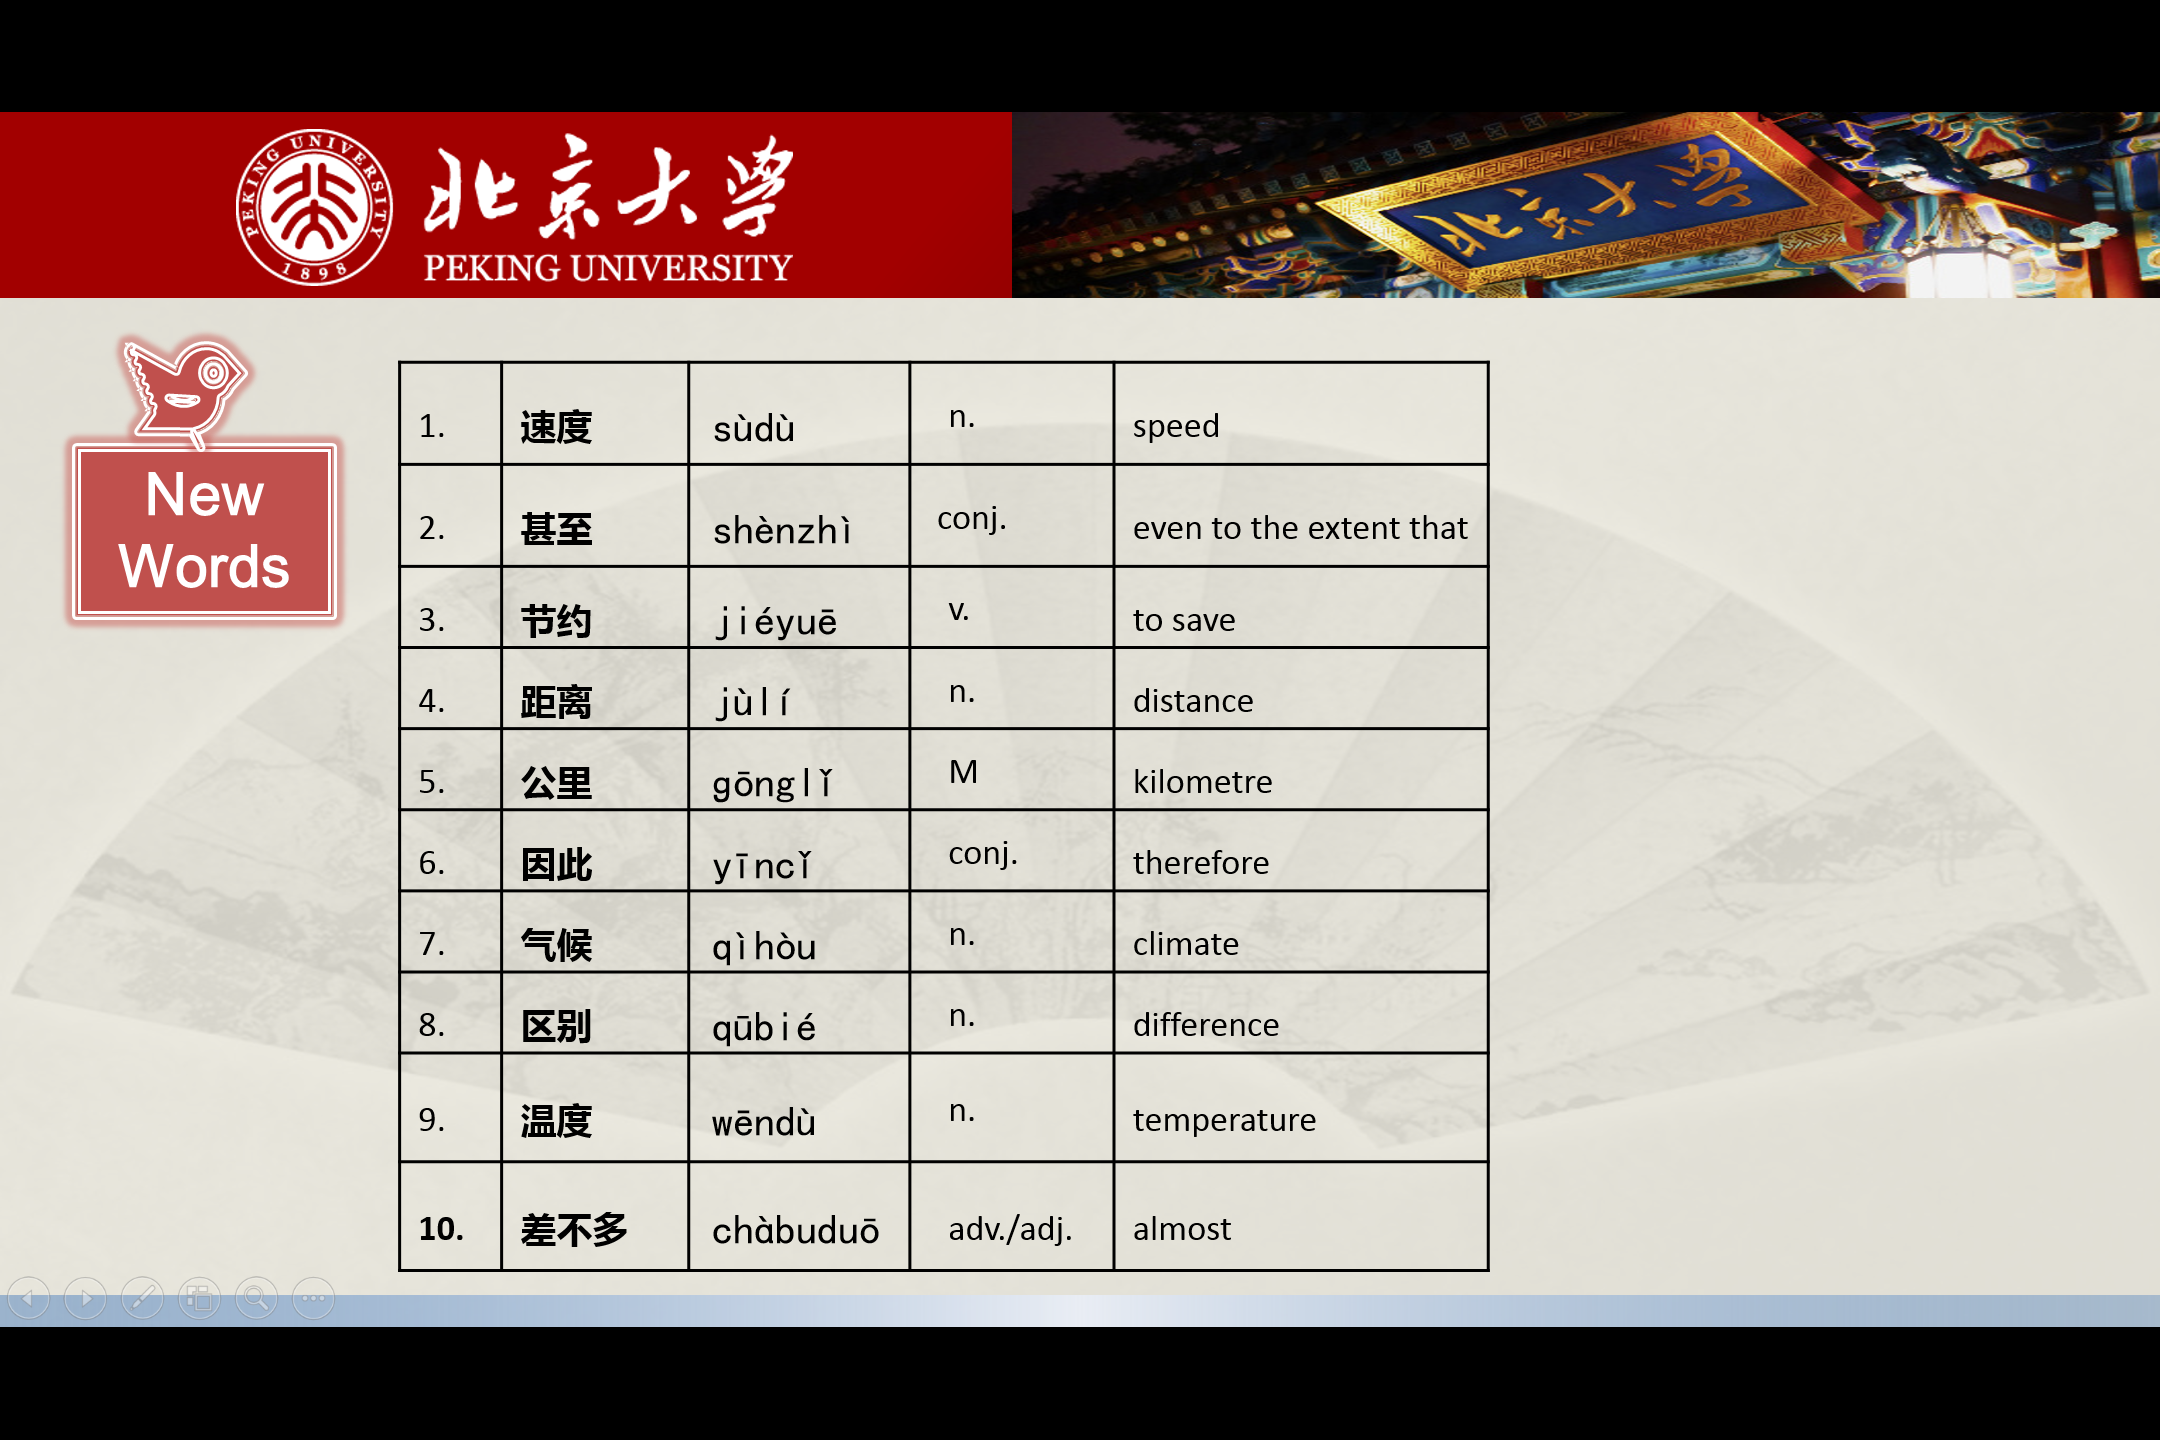 PEKING UNIVERSITY
1898
北京大学
PEKING UNIVERSITY
北京大学
New
Words
1. 速度 sùdù n. speed
2. 甚至 shènzhì conj. even to the extent that
3. 节约 jiéyuē v. to save
4. 距离 jùlí n. distance
5. 公里 gōnglǐ M kilometre
6. 因此 yīncǐ conj. therefore
7. 气候 qìhòu n. climate
8. 区别 qūbié n. difference
9. 温度 wēndù n. temperature
10. 差不多 chàbuduō adv./adj. almost